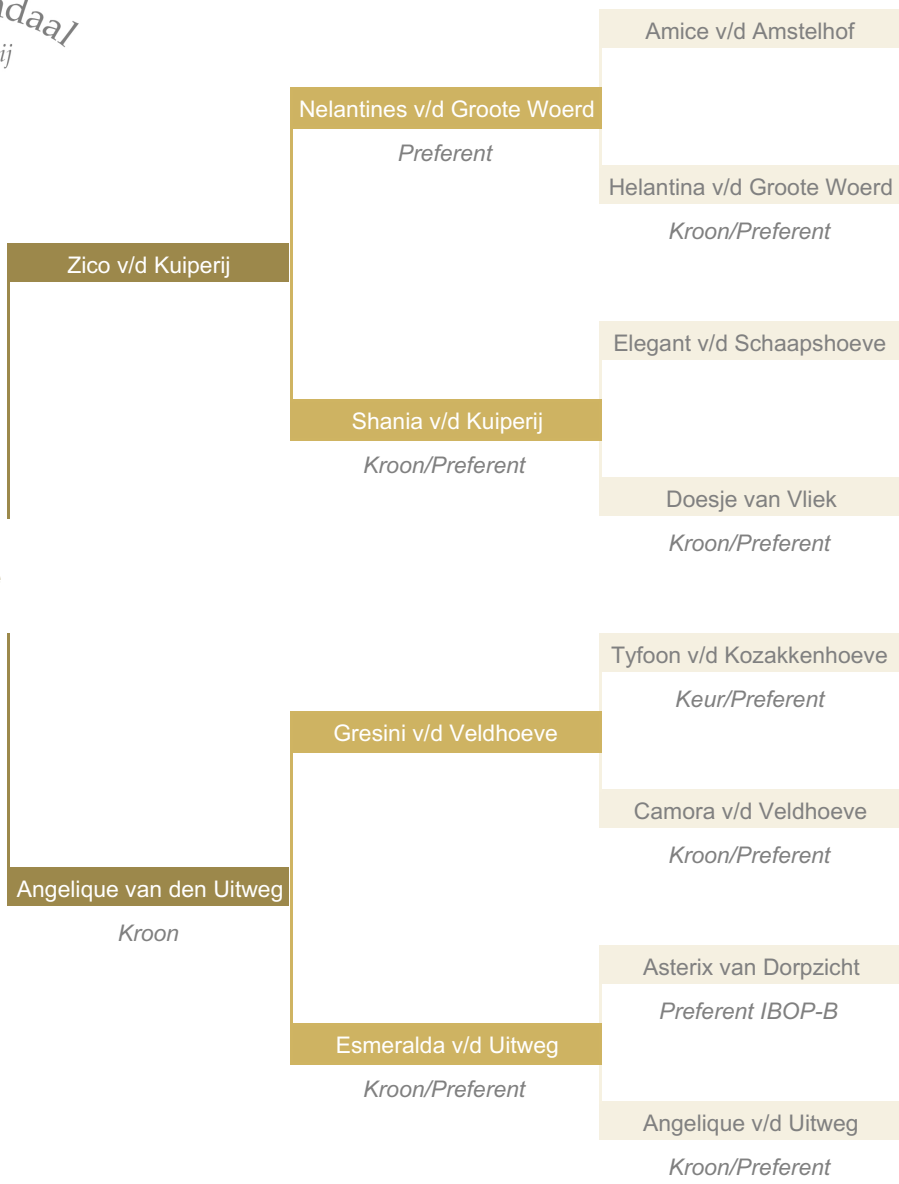 Amice v/d Amstelhof
Nelantines v/d Groote Woerd
Preferent
Helantina v/d Groote Woerd
Kroon/Preferent
Zico v/d Kuiperij
Elegant v/d Schaapshoeve
Shania v/d Kuiperij
Kroon/Preferent
Doesje van Vliek
Kroon/Preferent
Tyfoon v/d Kozakkenhoeve
Keur/Preferent
Gresini v/d Veldhoeve
Camora v/d Veldhoeve
Kroon/Preferent
Angelique van den Uitweg
Kroon
Asterix van Dorpzicht
Preferent IBOP-B
Esmeralda v/d Uitweg
Kroon/Preferent
Angelique v/d Uitweg
Kroon/Preferent